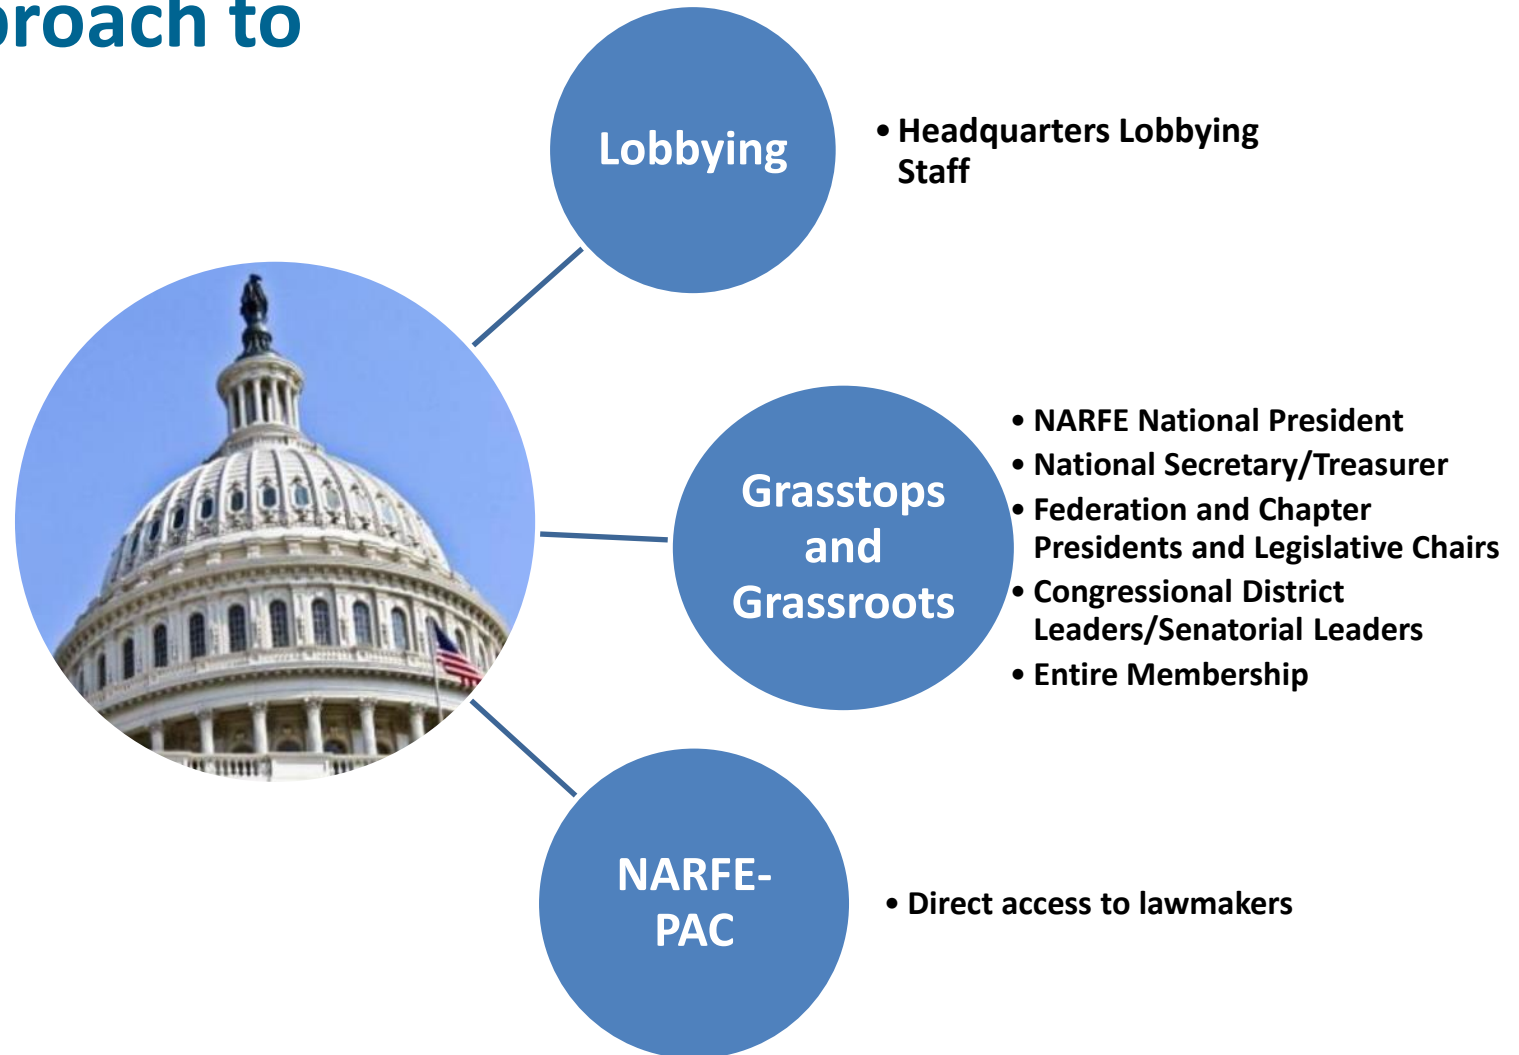 proach to
Lobbying
• Headquarters Lobbying
Staff
Grasstops
and
Grassroots
• NARFE National President
• National Secretary/Treasurer
• Federation and Chapter
Presidents and Legislative Chairs
• Congressional District
Leaders/Senatorial Leaders
• Entire Membership
NARFE-
PAC
• Direct access to lawmakers